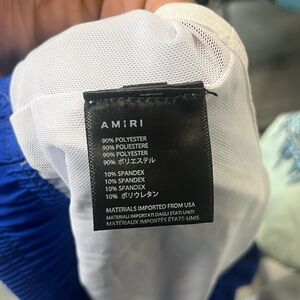 AMIRI
90% POLYESTER
90% POLIESTERE
90% POLYESTER
90% ポリエステル
10% SPANDEX
10% SPANDEX
10% SPANDEX
10% ポリウレタン
MATERIALS IMPORTED FROM USA
MATERIALI IMPORTATI DAGLI STATI UNITI
MATÉRIAUX IMPORTÉS ÉTATS-UNIS